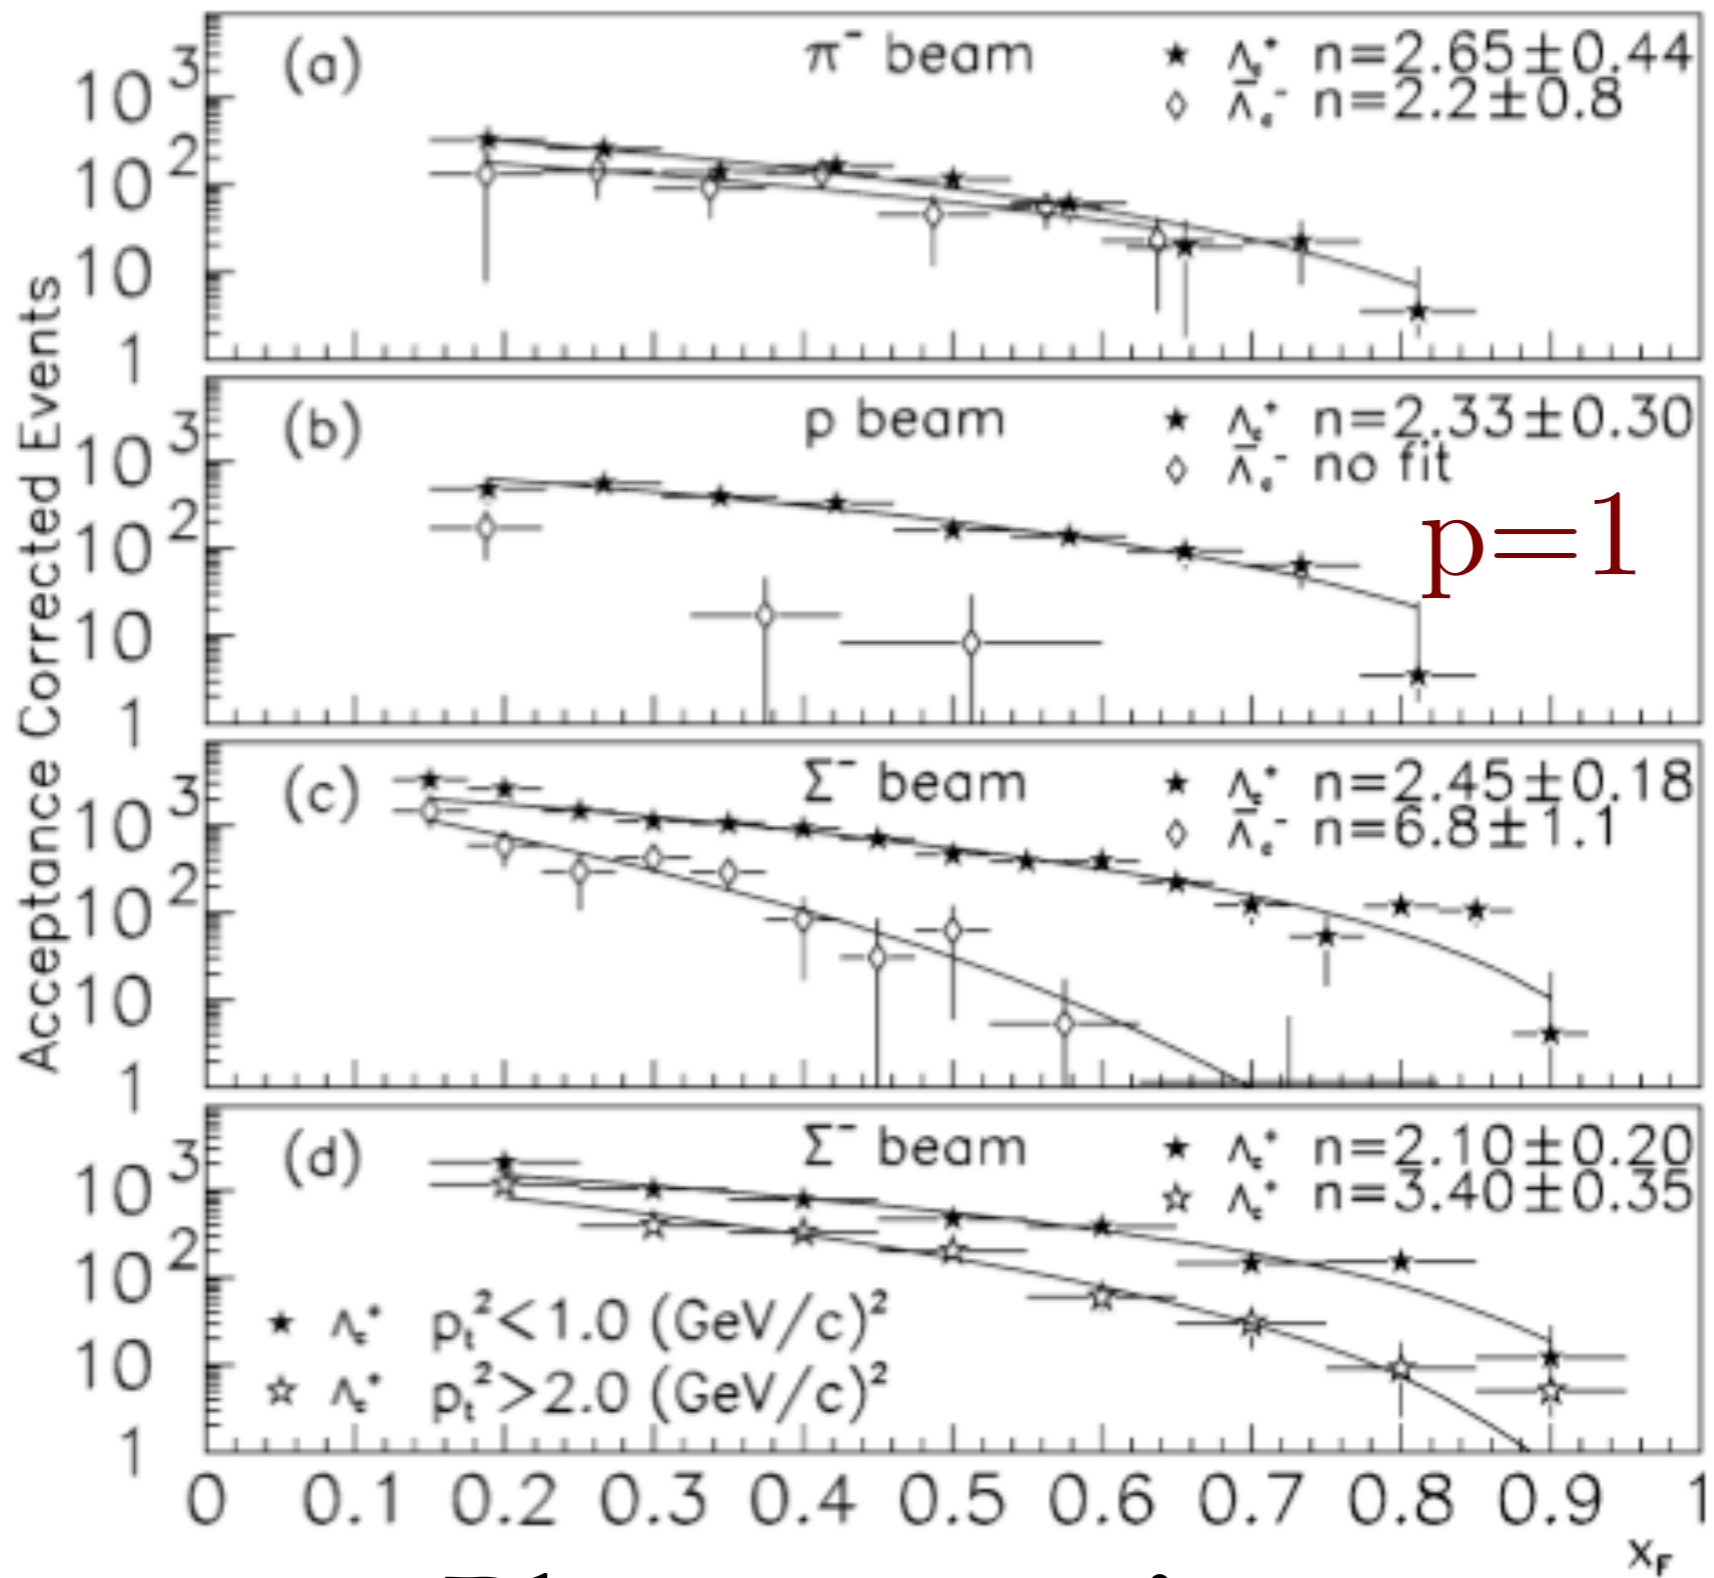 Acceptance Corrected Events
(a) π⁻ beam ★ Λc⁺ n=2.65±0.44
◇ Λ̄c⁻ n=2.2±0.8
10³
10²
10
1
(b) p beam ★ Λc⁺ n=2.33±0.30
◇ Λ̄c⁻ no fit
p=1
10³
10²
10
1
(c) Σ⁻ beam ★ Λc⁺ n=2.45±0.18
◇ Λ̄c⁻ n=6.8±1.1
10³
10²
10
1
(d) Σ⁻ beam ★ Λc⁺ n=2.10±0.20
☆ Λc⁺ n=3.40±0.35
10³
10²
10
1
★ Λc⁺ pt²<1.0 (GeV/c)²
☆ Λc⁺ pt²>2.0 (GeV/c)²
0 0.1 0.2 0.3 0.4 0.5 0.6 0.7 0.8 0.9 1
xF